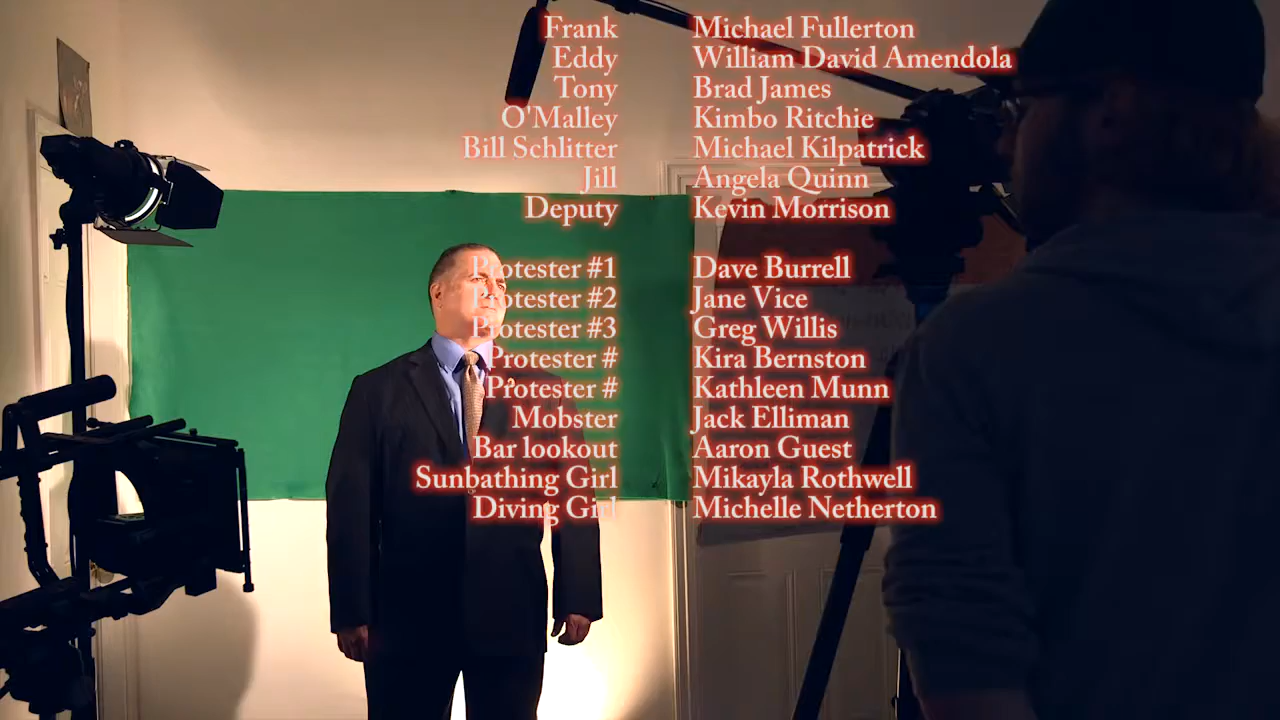 Frank Michael Fullerton
Eddy William David Amendola
Tony Brad James
O'Malley Kimbo Ritchie
Bill Schlitter Michael Kilpatrick
Jill Angela Quinn
Deputy Kevin Morrison
Protester #1 Dave Burrell
Protester #2 Jane Vice
Protester #3 Greg Willis
Protester # Kira Bernston
Protester # Kathleen Munn
Mobster Jack Elliman
Bar lookout Aaron Guest
Sunbathing Girl Mikayla Rothwell
Diving Girl Michelle Netherton